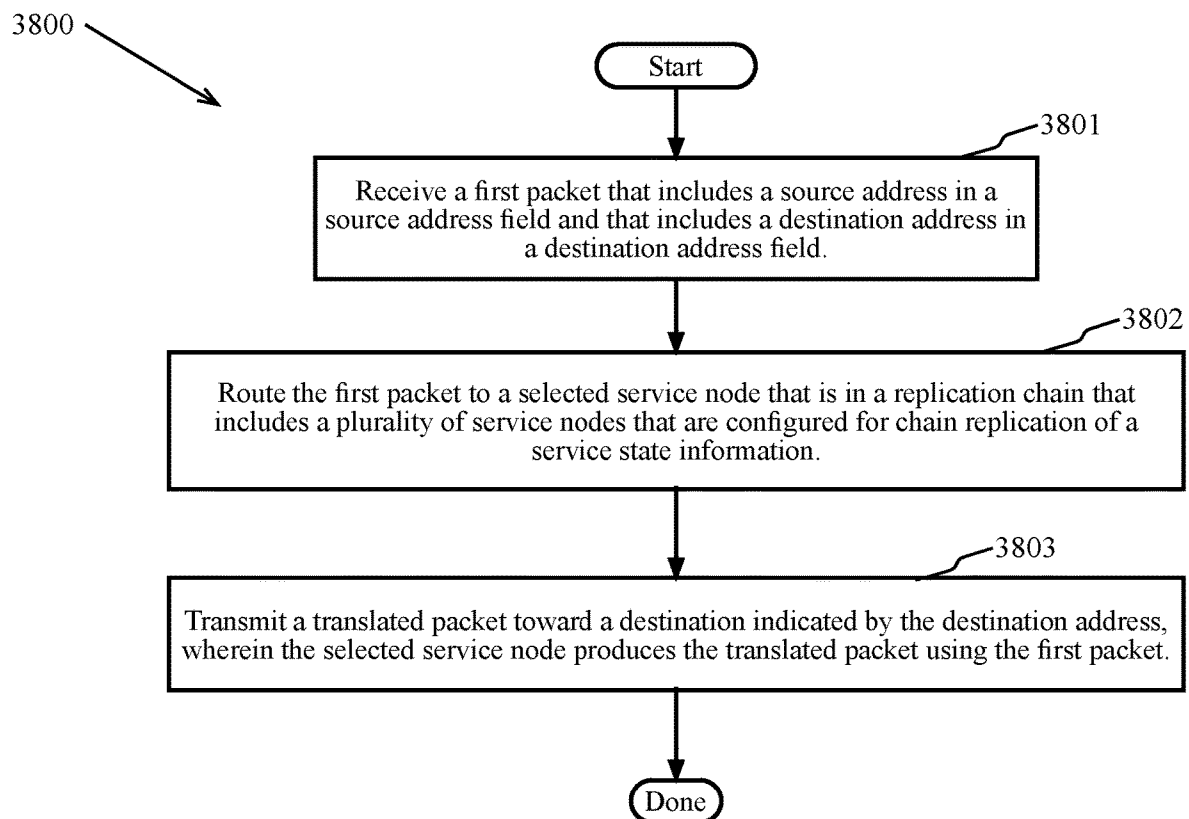 3800
Start
3801
Receive a first packet that includes a source address in a
source address field and that includes a destination address in
a destination address field.
3802
Route the first packet to a selected service node that is in a replication chain that
includes a plurality of service nodes that are configured for chain replication of a
service state information.
3803
Transmit a translated packet toward a destination indicated by the destination address,
wherein the selected service node produces the translated packet using the first packet.
Done